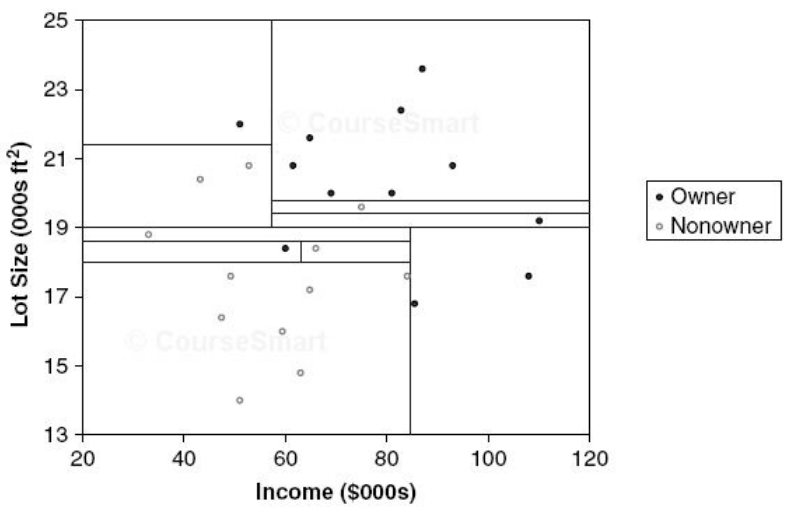 25
23
21
19
17
15
13
Lot Size (000s ft²)
© CourseSmart
© CourseSmart
20 40 60 80 100 120
Income ($000s)
Owner
Nonowner